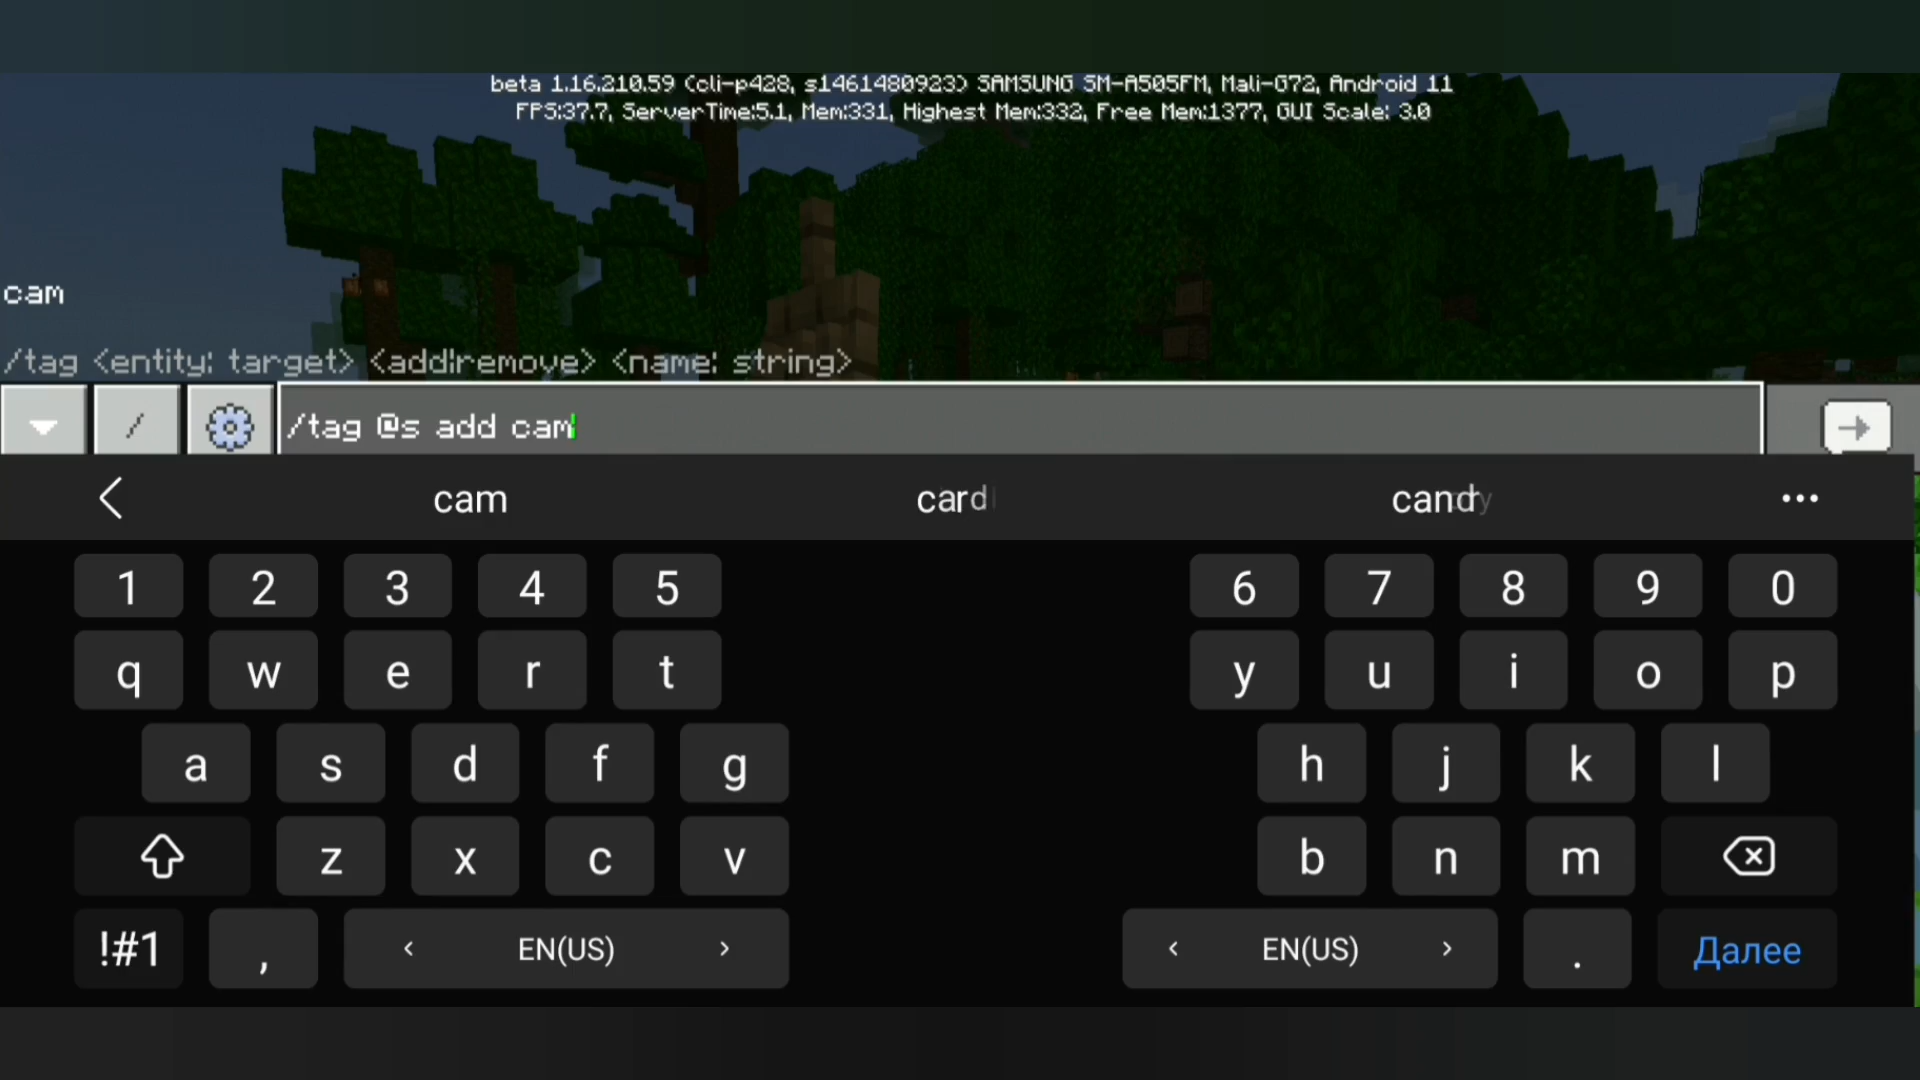 beta 1.16.210.59 (cli-p428, s1461480923) SAMSUNG SM-A505FM, Mali-G72, Android 11
FPS:37.7, ServerTime:5.1, Mem:331, Highest Mem:332, Free Mem:1377, GUI Scale: 3.0
cam
/tag <entity: target> <add|remove> <name: string>
/
/tag @s add cam
cam card candy
1 2 3 4 5 6 7 8 9 0
q w e r t y u i o p
a s d f g h j k l
z x c v b n m
!#1 , < EN(US) > < EN(US) > . Далее